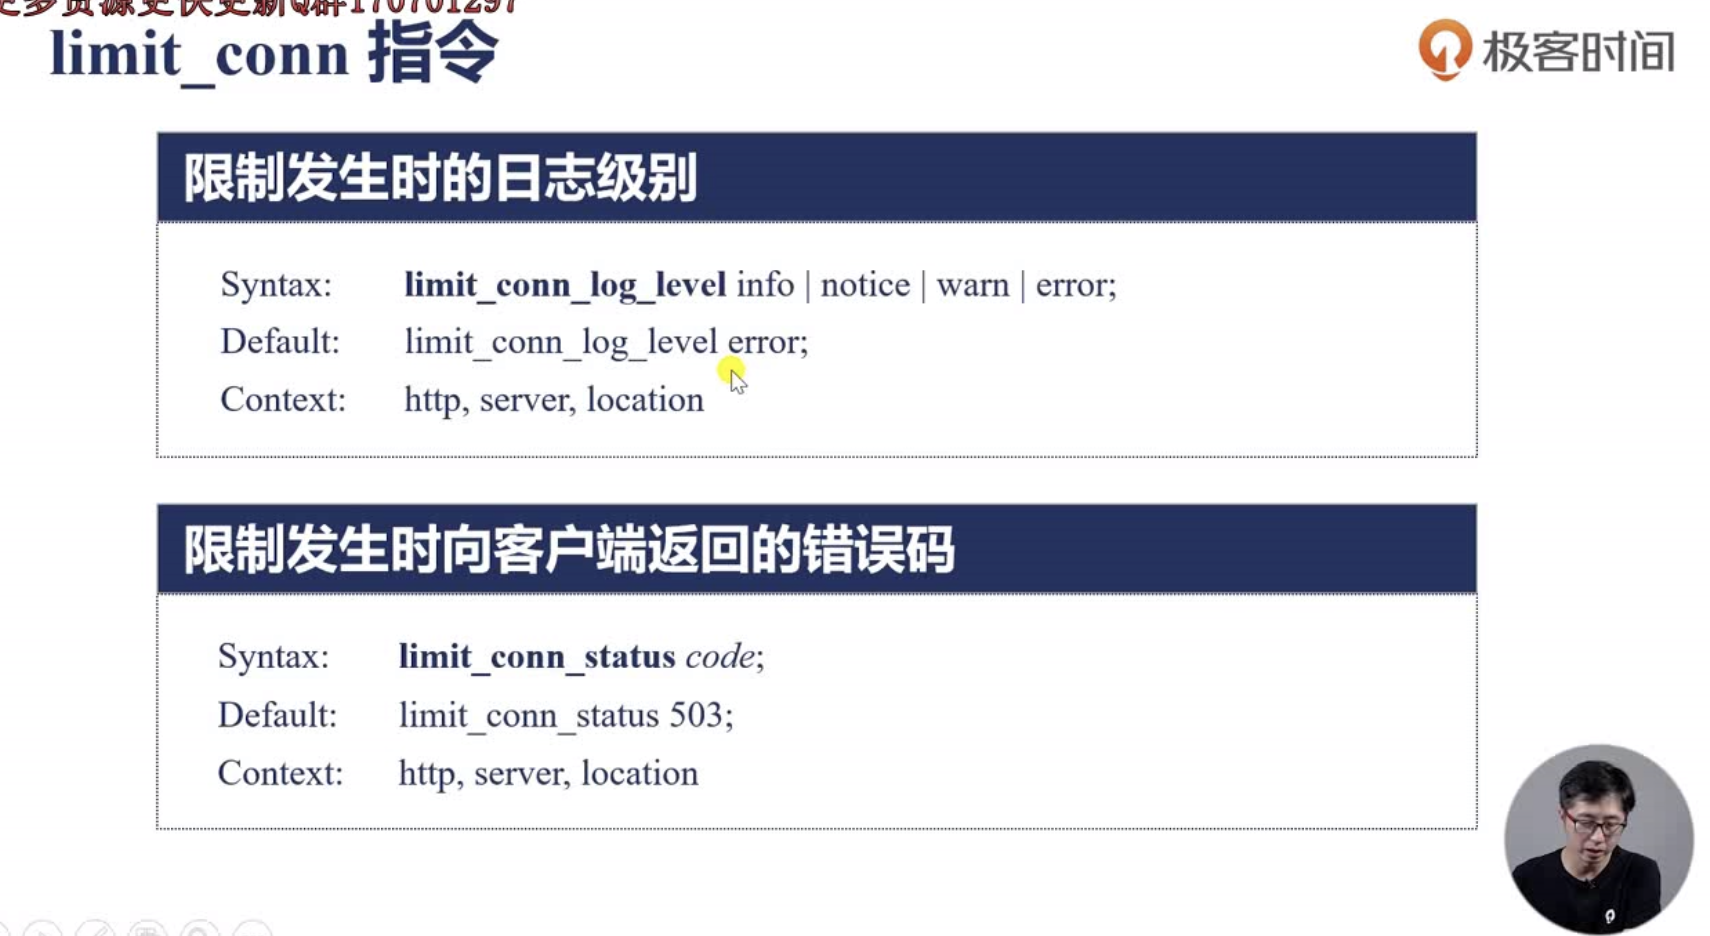 更多资源更快更新Q群170701297
limit_conn 指令
极客时间
限制发生时的日志级别
Syntax: limit_conn_log_level info | notice | warn | error;
Default: limit_conn_log_level error;
Context: http, server, location
限制发生时向客户端返回的错误码
Syntax: limit_conn_status code;
Default: limit_conn_status 503;
Context: http, server, location